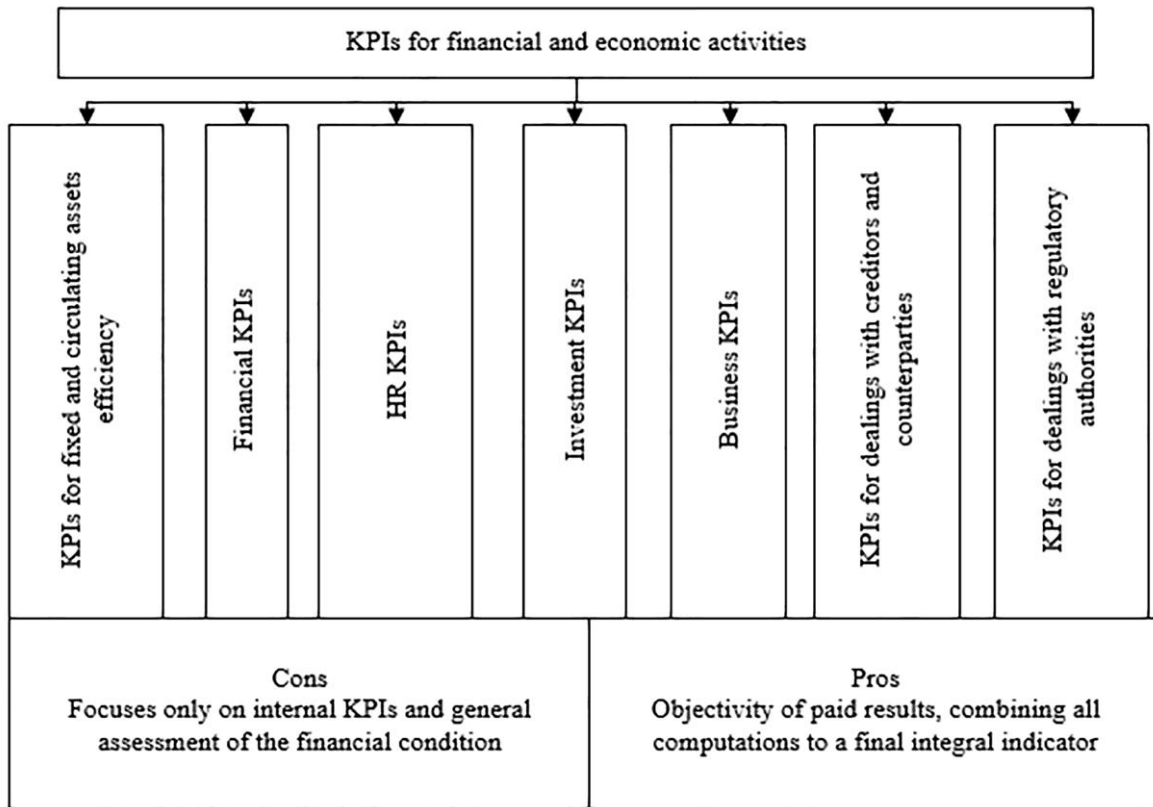 KPIs for financial and economic activities
KPIs for fixed and circulating assets
efficiency
Financial KPIs
HR KPIs
Investment KPIs
Business KPIs
KPIs for dealings with creditors and
counterparties
KPIs for dealings with regulatory
authorities
Cons
Focuses only on internal KPIs and general
assessment of the financial condition
Pros
Objectivity of paid results, combining all
computations to a final integral indicator